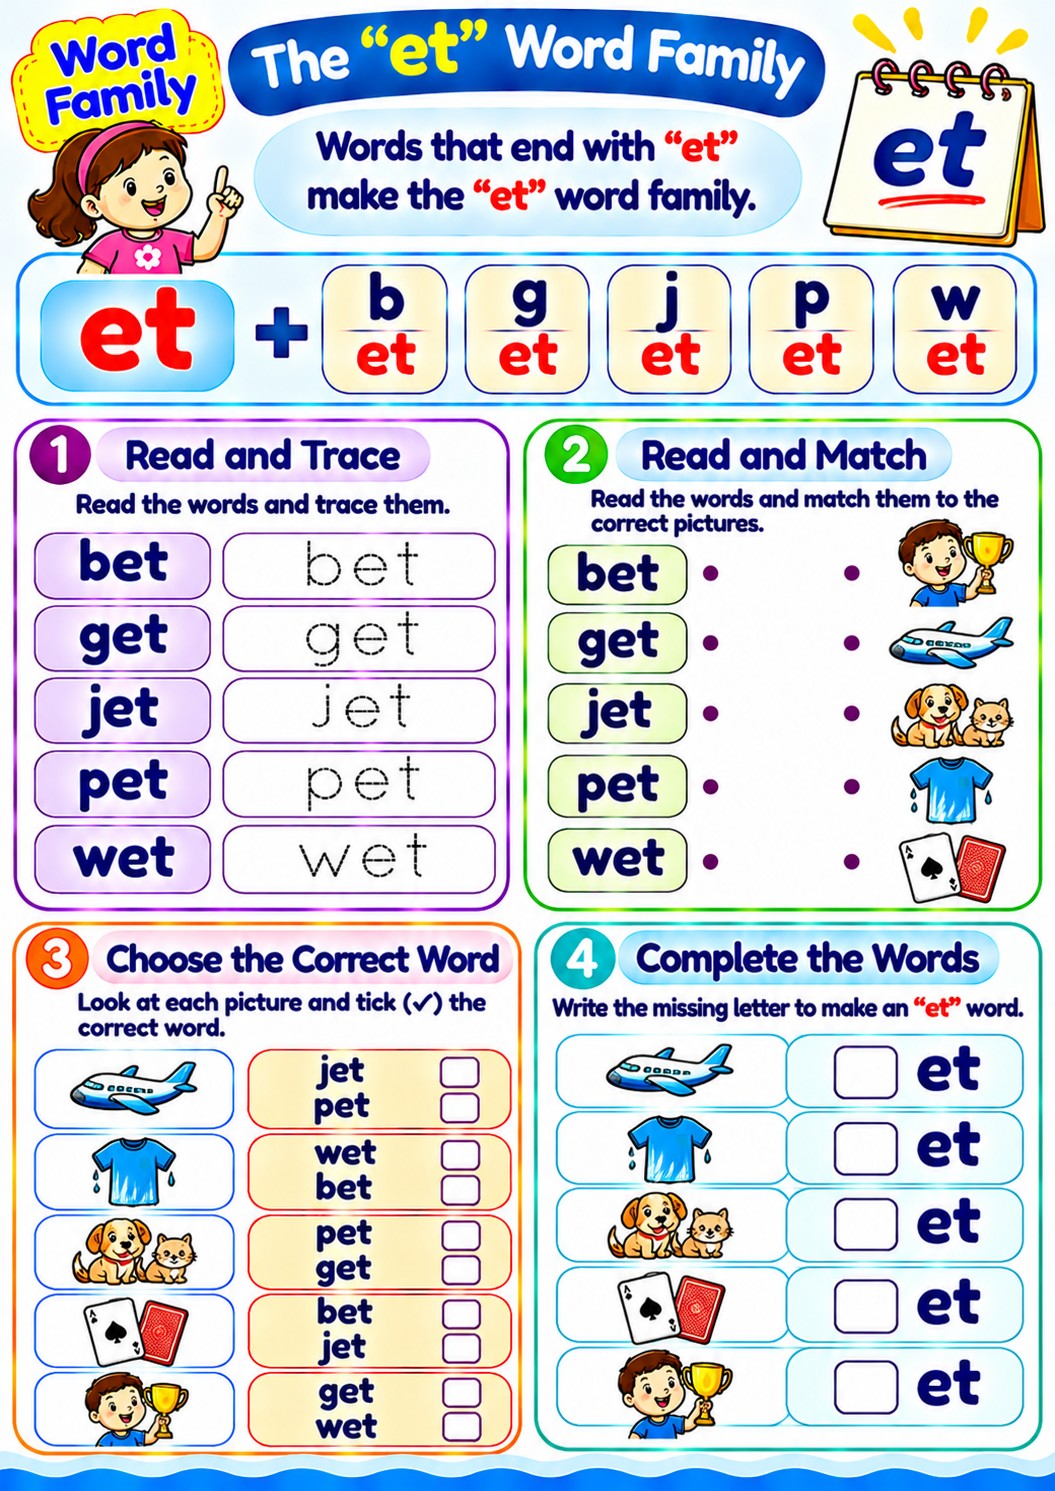 Word
Family
The “et” Word Family
Words that end with “et”
make the “et” word family.
et
et + b g j p w
et et et et et
1 Read and Trace
Read the words and trace them.
bet bet
get get
jet jet
pet pet
wet wet
2 Read and Match
Read the words and match them to the
correct pictures.
bet
get
jet
pet
wet
A
A
3 Choose the Correct Word
Look at each picture and tick (✓) the
correct word.
jet
pet
wet
bet
pet
get
A
A
bet
jet
get
wet
4 Complete the Words
Write the missing letter to make an “et” word.
et
et
et
A
A
et
et